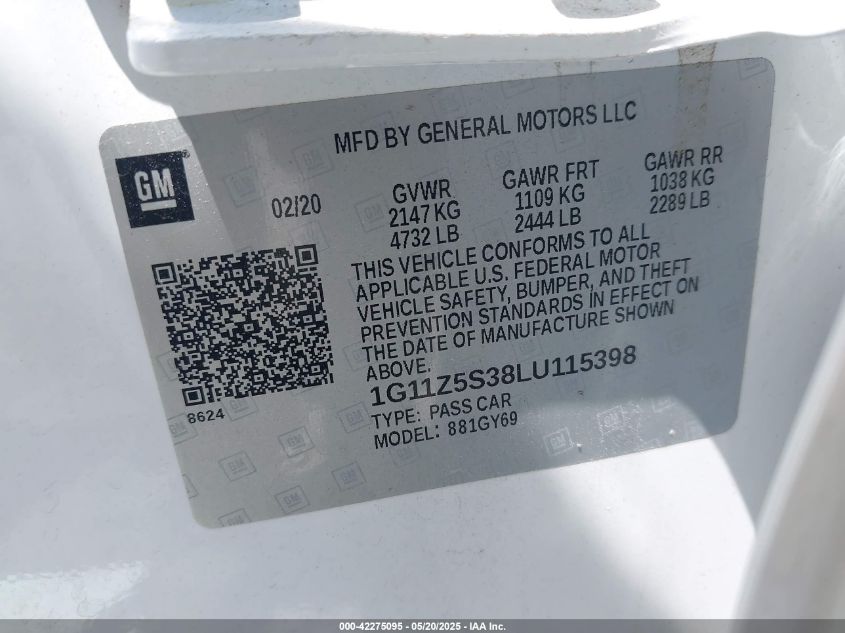 MFD BY GENERAL MOTORS LLC
GM®
02/20
GVWR
2147 KG
4732 LB
GAWR FRT
1109 KG
2444 LB
GAWR RR
1038 KG
2289 LB
THIS VEHICLE CONFORMS TO ALL
APPLICABLE U.S. FEDERAL MOTOR
VEHICLE SAFETY, BUMPER, AND THEFT
PREVENTION STANDARDS IN EFFECT ON
THE DATE OF MANUFACTURE SHOWN
ABOVE.
1G11Z5S38LU115398
TYPE: PASS CAR
MODEL: 881GY69
8624
000-42275095 - 05/20/2025 - IAA Inc.